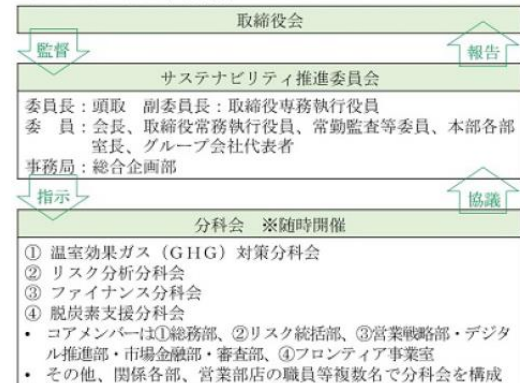 取締役会
監督
報告
サステナビリティ推進委員会
委員長：頭取　副委員長：取締役専務執行役員
委　員：会長、取締役常務執行役員、常勤監査等委員、本部各部
室長、グループ会社代表者
事務局：総合企画部
指示
協議
分科会　※随時開催
① 温室効果ガス（GHG）対策分科会
② リスク分析分科会
③ ファイナンス分科会
④ 脱炭素支援分科会
• コアメンバーは①総務部、②リスク統括部、③営業戦略部・デジタ
ル推進部・市場金融部・審査部、④フロンティア事業室
• その他、関係各部、営業部店の職員等複数名で分科会を構成